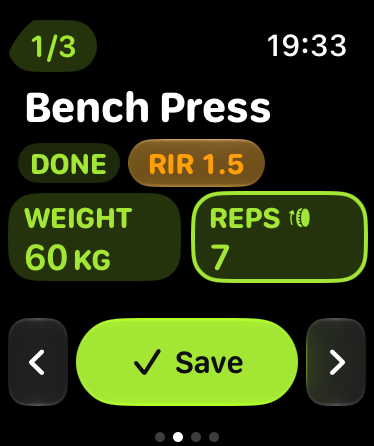 1/3 19:33
Bench Press
DONE RIR 1.5
WEIGHT REPS
60 KG 7
Save